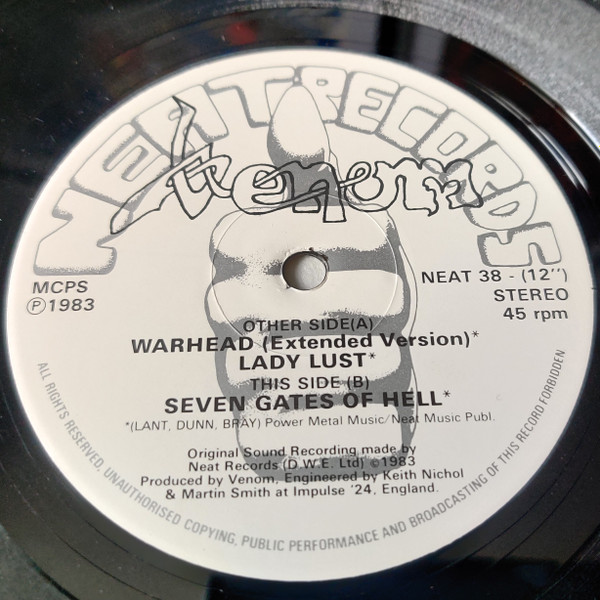 NEAT RECORDS
Venom
MCPS
Ⓟ1983
NEAT 38 - (12")
STEREO
45 rpm
OTHER SIDE(A)
WARHEAD (Extended Version)*
LADY LUST*
THIS SIDE (B)
SEVEN GATES OF HELL*
*(LANT, DUNN, BRAY) Power Metal Music/Neat Music Publ.
Original Sound Recording made by
Neat Records (D.W.E. Ltd) ©1983
Produced by Venom, Engineered by Keith Nichol
& Martin Smith at Impulse '24, England.
ALL RIGHTS RESERVED. UNAUTHORISED COPYING, PUBLIC PERFORMANCE AND BROADCASTING OF THIS RECORD FORBIDDEN